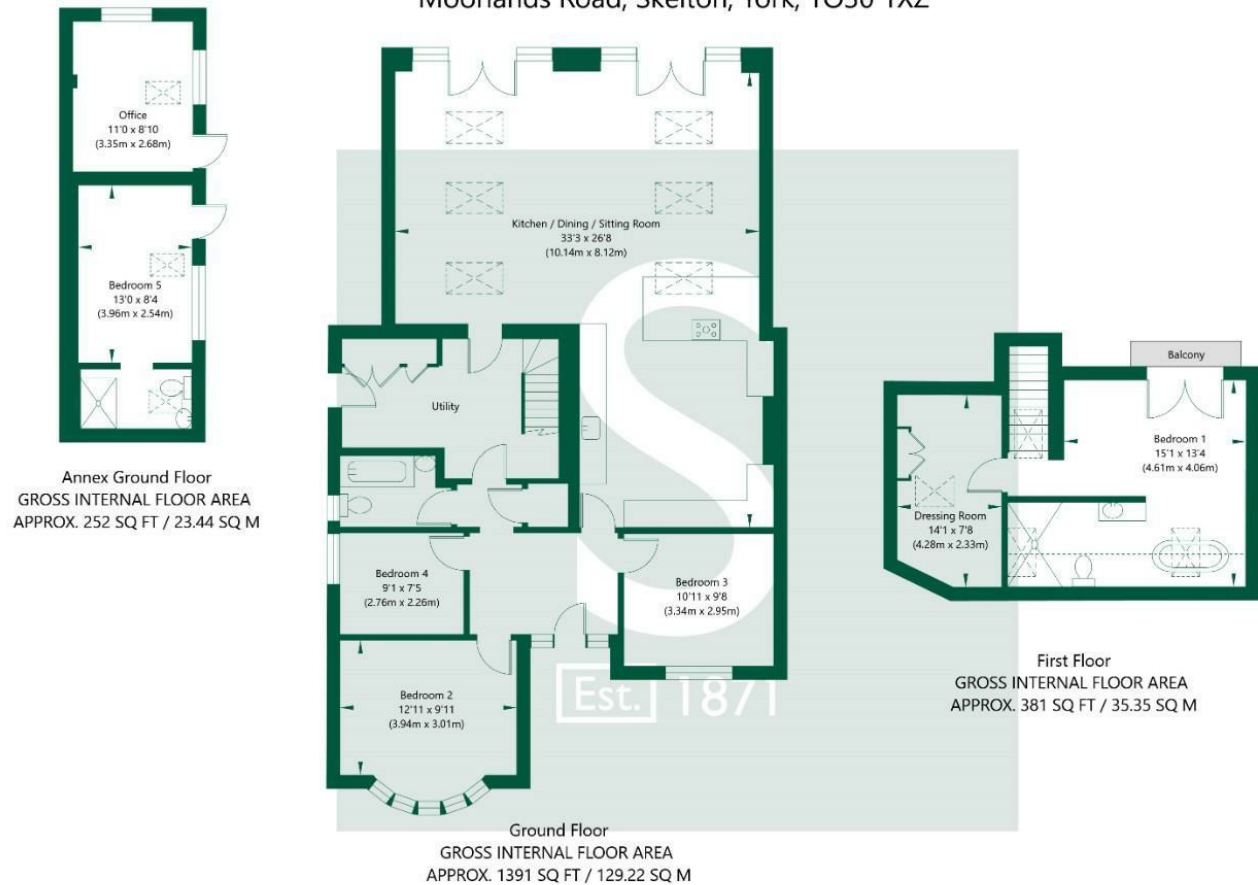 Moorlands Road, Skelton, York, YO30 1XZ
Office
11'0 x 8'10
(3.35m x 2.68m)
Bedroom 5
13'0 x 8'4
(3.96m x 2.54m)
Annex Ground Floor
GROSS INTERNAL FLOOR AREA
APPROX. 252 SQ FT / 23.44 SQ M
Kitchen / Dining / Sitting Room
33'3 x 26'8
(10.14m x 8.12m)
Utility
Bedroom 4
9'1 x 7'5
(2.76m x 2.26m)
Bedroom 3
10'11 x 9'8
(3.34m x 2.95m)
Bedroom 2
12'11 x 9'11
(3.94m x 3.01m)
S
Est. 1871
Ground Floor
GROSS INTERNAL FLOOR AREA
APPROX. 1391 SQ FT / 129.22 SQ M
Balcony
Bedroom 1
15'1 x 13'4
(4.61m x 4.06m)
Dressing Room
14'1 x 7'8
(4.28m x 2.33m)
First Floor
GROSS INTERNAL FLOOR AREA
APPROX. 381 SQ FT / 35.35 SQ M